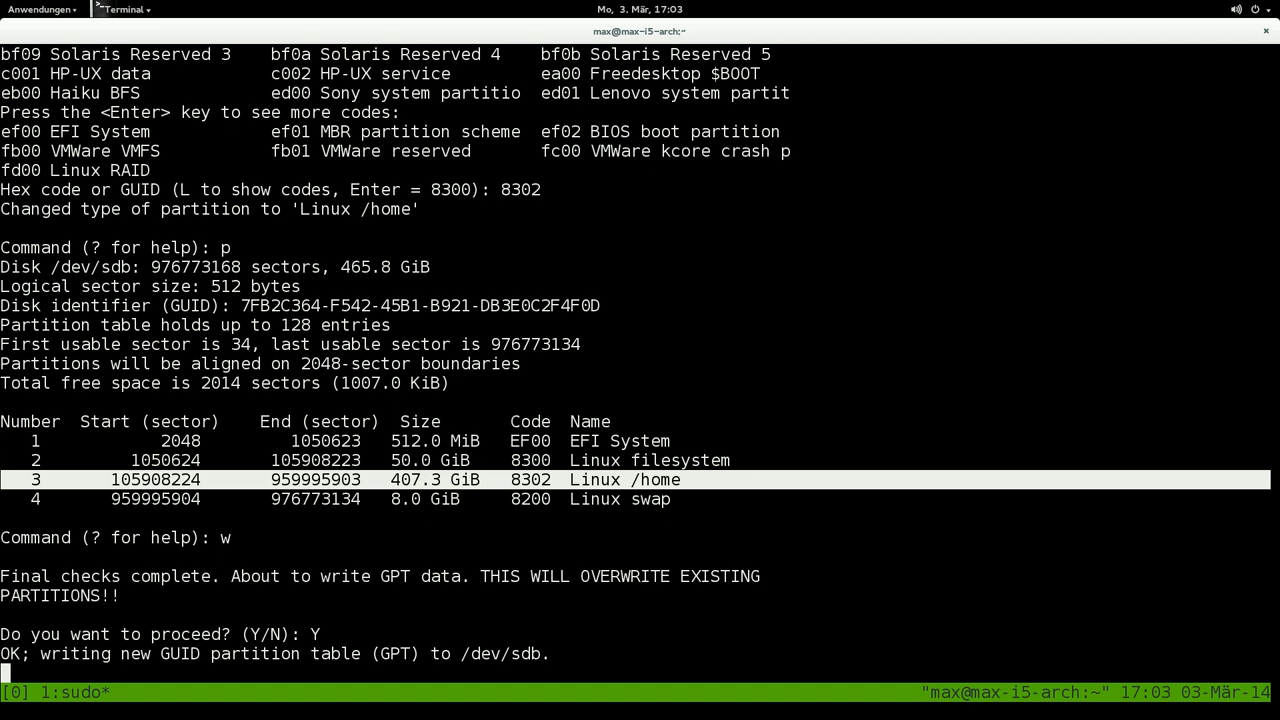 Anwendungen Terminal Mo, 3. Mär, 17:03
max@max-i5-arch:~ ×
bf09 Solaris Reserved 3 bf0a Solaris Reserved 4 bf0b Solaris Reserved 5
c001 HP-UX data c002 HP-UX service ea00 Freedesktop $BOOT
eb00 Haiku BFS ed00 Sony system partitio ed01 Lenovo system partit
Press the <Enter> key to see more codes:
ef00 EFI System ef01 MBR partition scheme ef02 BIOS boot partition
fb00 VMWare VMFS fb01 VMWare reserved fc00 VMWare kcore crash p
fd00 Linux RAID
Hex code or GUID (L to show codes, Enter = 8300): 8302
Changed type of partition to 'Linux /home'
Command (? for help): p
Disk /dev/sdb: 976773168 sectors, 465.8 GiB
Logical sector size: 512 bytes
Disk identifier (GUID): 7FB2C364-F542-45B1-B921-DB3E0C2F4F0D
Partition table holds up to 128 entries
First usable sector is 34, last usable sector is 976773134
Partitions will be aligned on 2048-sector boundaries
Total free space is 2014 sectors (1007.0 KiB)
Number Start (sector) End (sector) Size Code Name
1 2048 1050623 512.0 MiB EF00 EFI System
2 1050624 105908223 50.0 GiB 8300 Linux filesystem
3 105908224 959995903 407.3 GiB 8302 Linux /home
4 959995904 976773134 8.0 GiB 8200 Linux swap
Command (? for help): w
Final checks complete. About to write GPT data. THIS WILL OVERWRITE EXISTING
PARTITIONS!!
Do you want to proceed? (Y/N): Y
OK; writing new GUID partition table (GPT) to /dev/sdb.
[0] 1:sudo* "max@max-i5-arch:~" 17:03 03-Mär-14